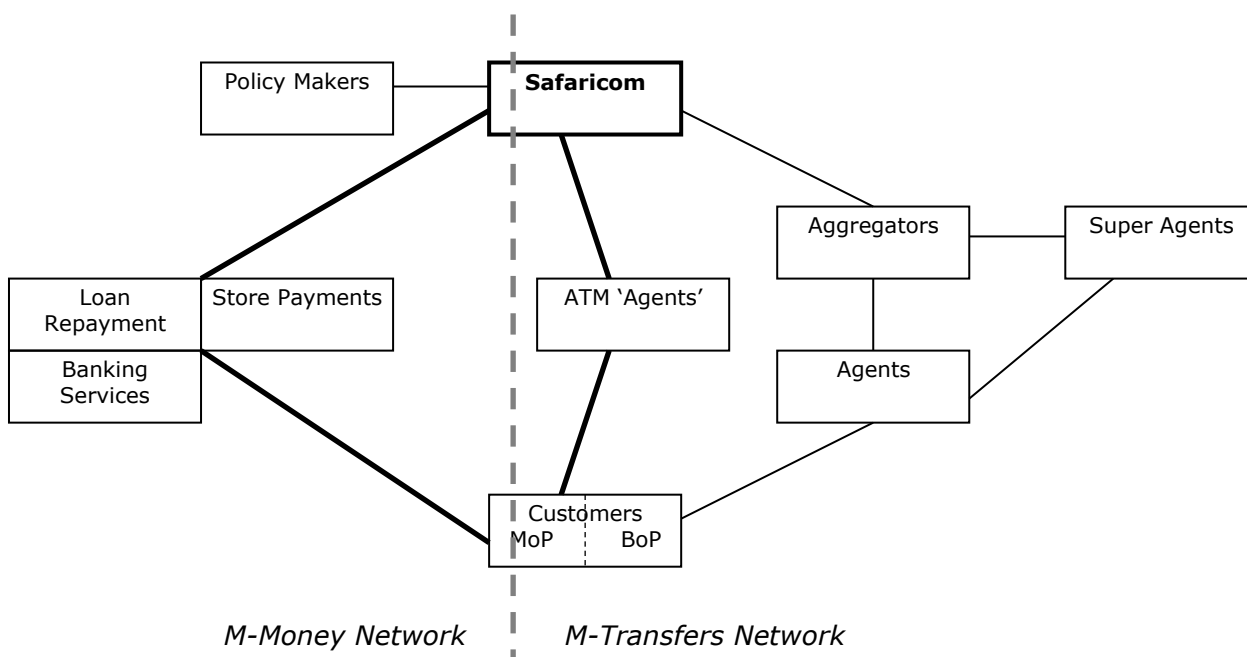 Policy Makers
Safaricom
Aggregators
Super Agents
Loan
Repayment
Store Payments
ATM ‘Agents’
Banking
Services
Agents
Customers
MoP
BoP
M-Money Network
M-Transfers Network